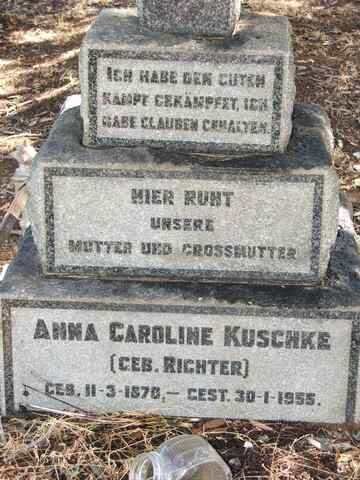 ICH HABE DEN GUTEN
KAMPF GEKÄMPFET, ICH
HABE GLAUBEN GEHALTEN.
HIER RUHT
UNSERE
MUTTER UND GROSSMUTTER
ANNA CAROLINE KUSCHKE
(GEB. RICHTER)
GEB. 11-3-1870,— GEST. 30-1-1955.